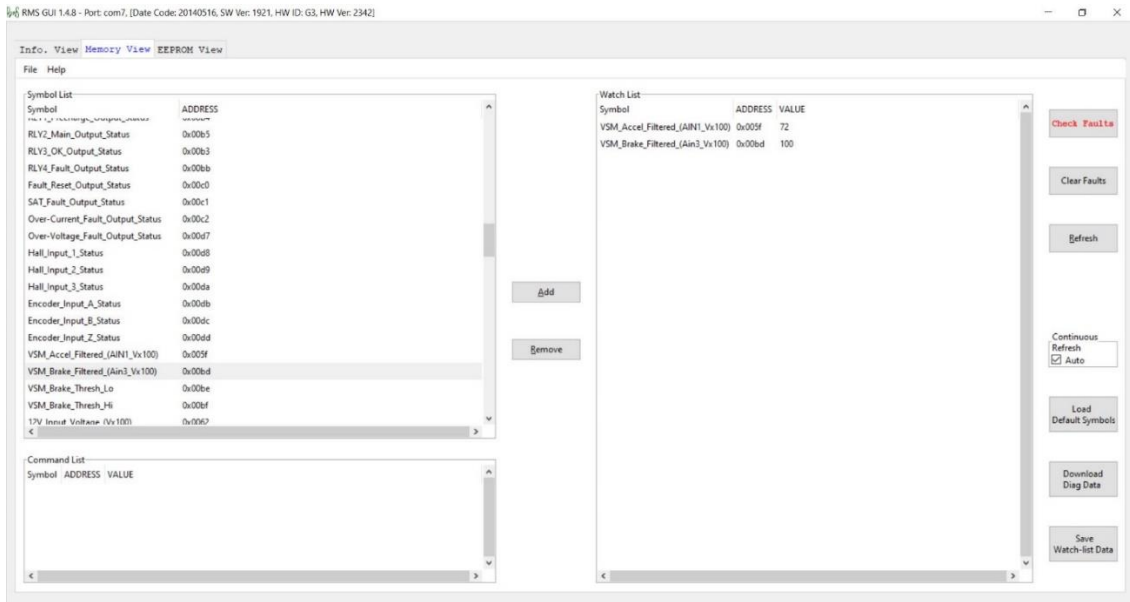 RMS GUI 1.4.8 - Port: com7, [Date Code: 20140516, SW Ver: 1921, HW ID: G3, HW Ver: 2342]
Info. View Memory View EEPROM View
File Help
Symbol List
Symbol ADDRESS
RLY2_Main_Output_Status 0x00b5
RLY3_OK_Output_Status 0x00b3
RLY4_Fault_Output_Status 0x00bb
Fault_Reset_Output_Status 0x00c0
SAT_Fault_Output_Status 0x00c1
Over-Current_Fault_Output_Status 0x00c2
Over-Voltage_Fault_Output_Status 0x00d7
Hall_Input_1_Status 0x00d8
Hall_Input_2_Status 0x00d9
Hall_Input_3_Status 0x00da
Encoder_Input_A_Status 0x00db
Encoder_Input_B_Status 0x00dc
Encoder_Input_Z_Status 0x00dd
VSM_Accel_Filtered_(AIN1_Vx100) 0x005f
VSM_Brake_Filtered_(Ain3_Vx100) 0x00bd
VSM_Brake_Thresh_Lo 0x00be
VSM_Brake_Thresh_Hi 0x00bf
12V_Input_Voltage_(Vx100) 0x0062
Command List
Symbol ADDRESS VALUE
Add
Remove
Watch List
Symbol ADDRESS VALUE
VSM_Accel_Filtered_(AIN1_Vx100) 0x005f 72
VSM_Brake_Filtered_(Ain3_Vx100) 0x00bd 100
Check Faults
Clear Faults
Refresh
Continuous
Refresh
Auto
Load
Default Symbols
Download
Diag Data
Save
Watch-list Data